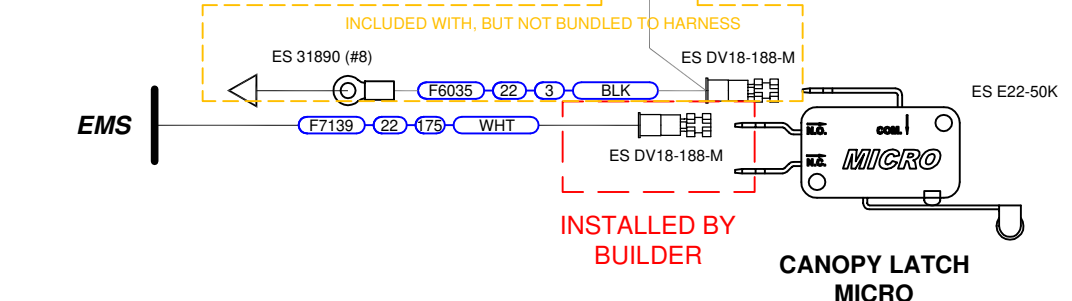 INCLUDED WITH, BUT NOT BUNDLED TO HARNESS
ES 31890 (#8)
ES DV18-188-M
F6035 22 3 BLK
ES E22-50K
EMS
F7139 22 175 WHT
ES DV18-188-M
N.O.
COM.
N.C.
MICRO
INSTALLED BY
BUILDER
CANOPY LATCH
MICRO